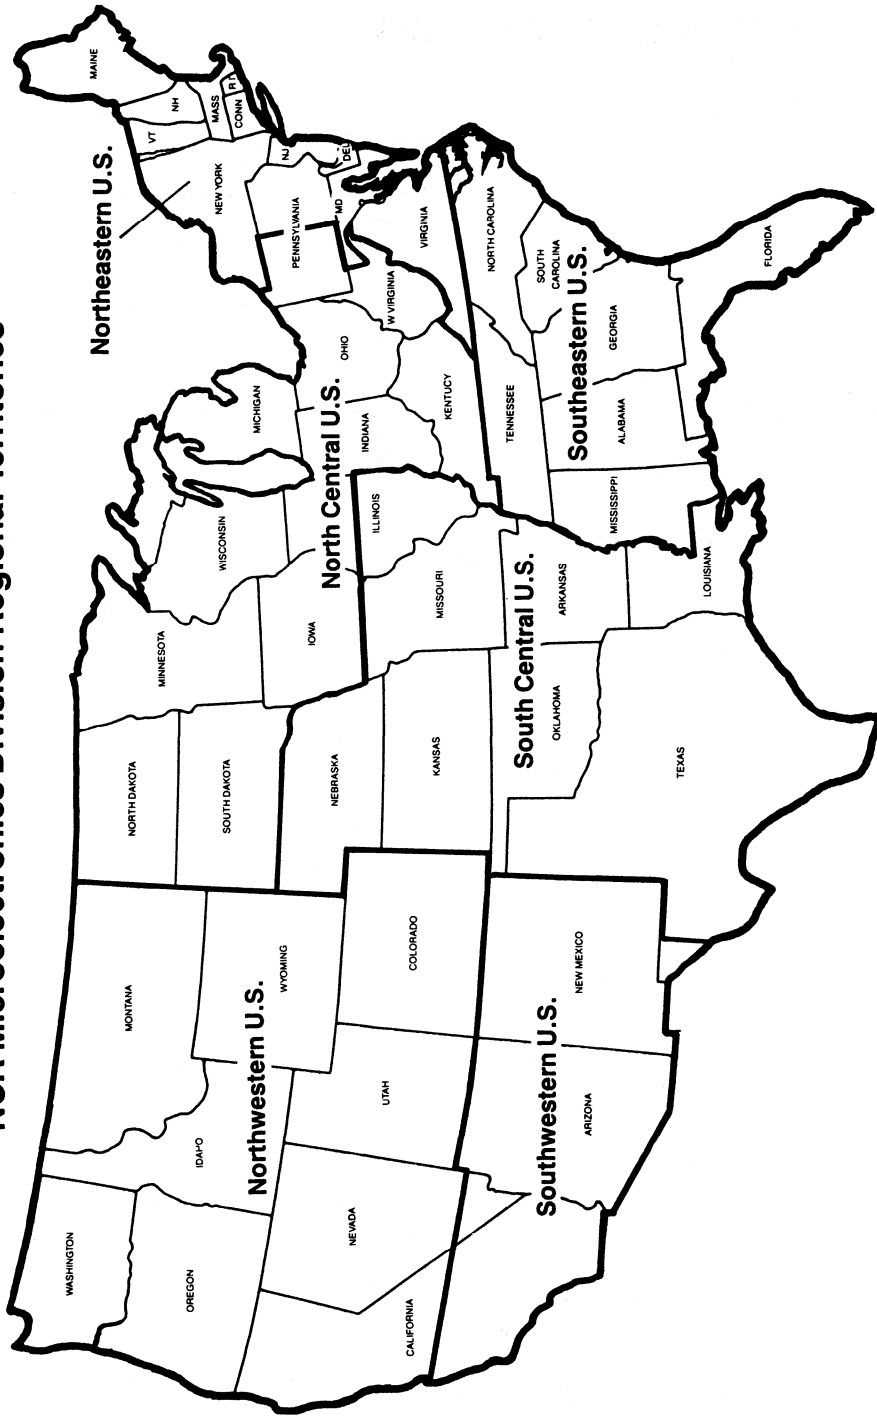 NCR Microelectronics Division Regional Territories
Northeastern U.S.
North Central U.S.
Southeastern U.S.
South Central U.S.
Northwestern U.S.
Southwestern U.S.
WASHINGTON
OREGON
CALIFORNIA
NEVADA
IDAHO
MONTANA
WYOMING
UTAH
COLORADO
ARIZONA
NEW MEXICO
NORTH DAKOTA
SOUTH DAKOTA
NEBRASKA
KANSAS
OKLAHOMA
TEXAS
MINNESOTA
IOWA
MISSOURI
ARKANSAS
LOUISIANA
WISCONSIN
ILLINOIS
MICHIGAN
INDIANA
OHIO
KENTUCY
TENNESSEE
MISSISSIPPI
ALABAMA
GEORGIA
FLORIDA
SOUTH
CAROLINA
NORTH CAROLINA
VIRGINIA
W VIRGINIA
MD
DEL
PENNSYLVANIA
NJ
NEW YORK
CONN
R I
MASS
VT
NH
MAINE